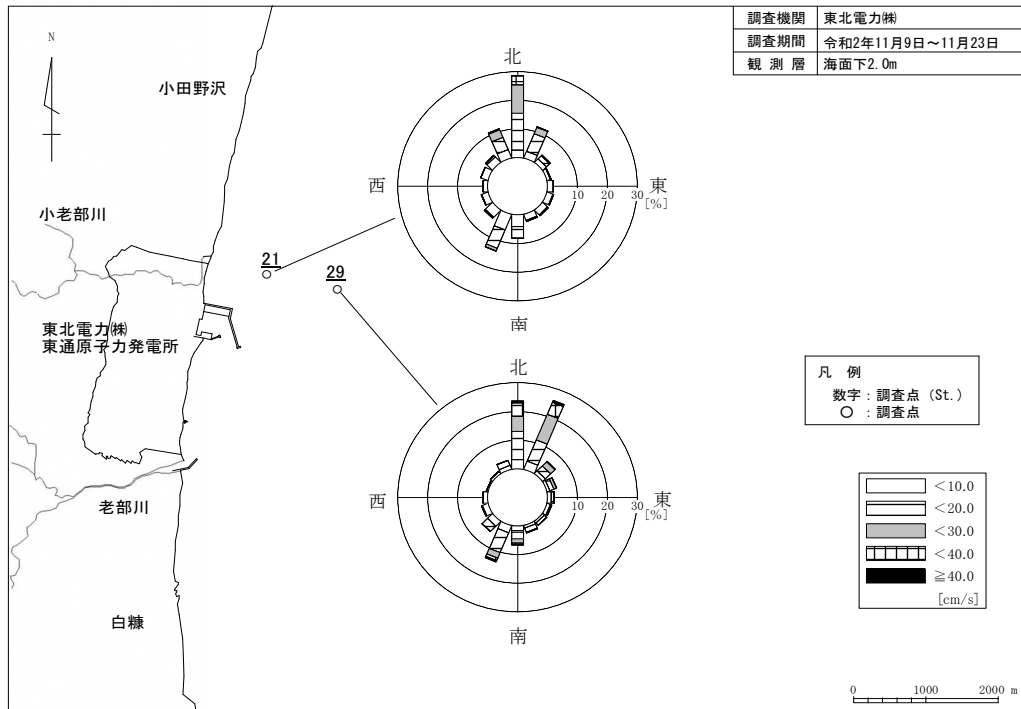 調査機関 東北電力㈱
調査期間 令和2年11月9日～11月23日
観測層 海面下2.0m
N
小田野沢
小老部川
東北電力㈱
東通原子力発電所
老部川
白糠
21
29
北
西
東
10 20 30
[%]
南
北
西
東
10 20 30
[%]
南
凡 例
数字：調査点 (St.)
○ ：調査点
＜10.0
＜20.0
＜30.0
＜40.0
≧40.0
[cm/s]
0 1000 2000 m